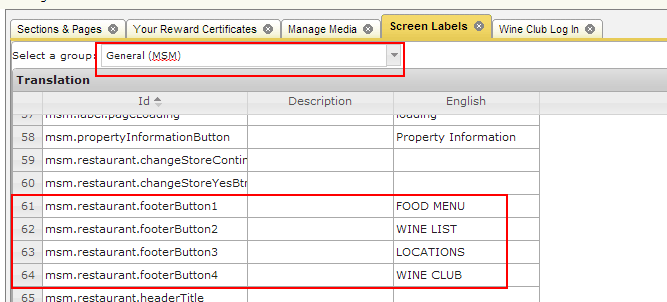 Sections & Pages Your Reward Certificates Manage Media Screen Labels Wine Club Log In
Select a group: General (MSM)
Translation
Id Description English
57 msm.label.pageLoading loading
58 msm.propertyInformationButton Property Information
59 msm.restaurant.changeStoreContin
60 msm.restaurant.changeStoreYesBt
61 msm.restaurant.footerButton1 FOOD MENU
62 msm.restaurant.footerButton2 WINE LIST
63 msm.restaurant.footerButton3 LOCATIONS
64 msm.restaurant.footerButton4 WINE CLUB
65 msm.restaurant.headerTitle